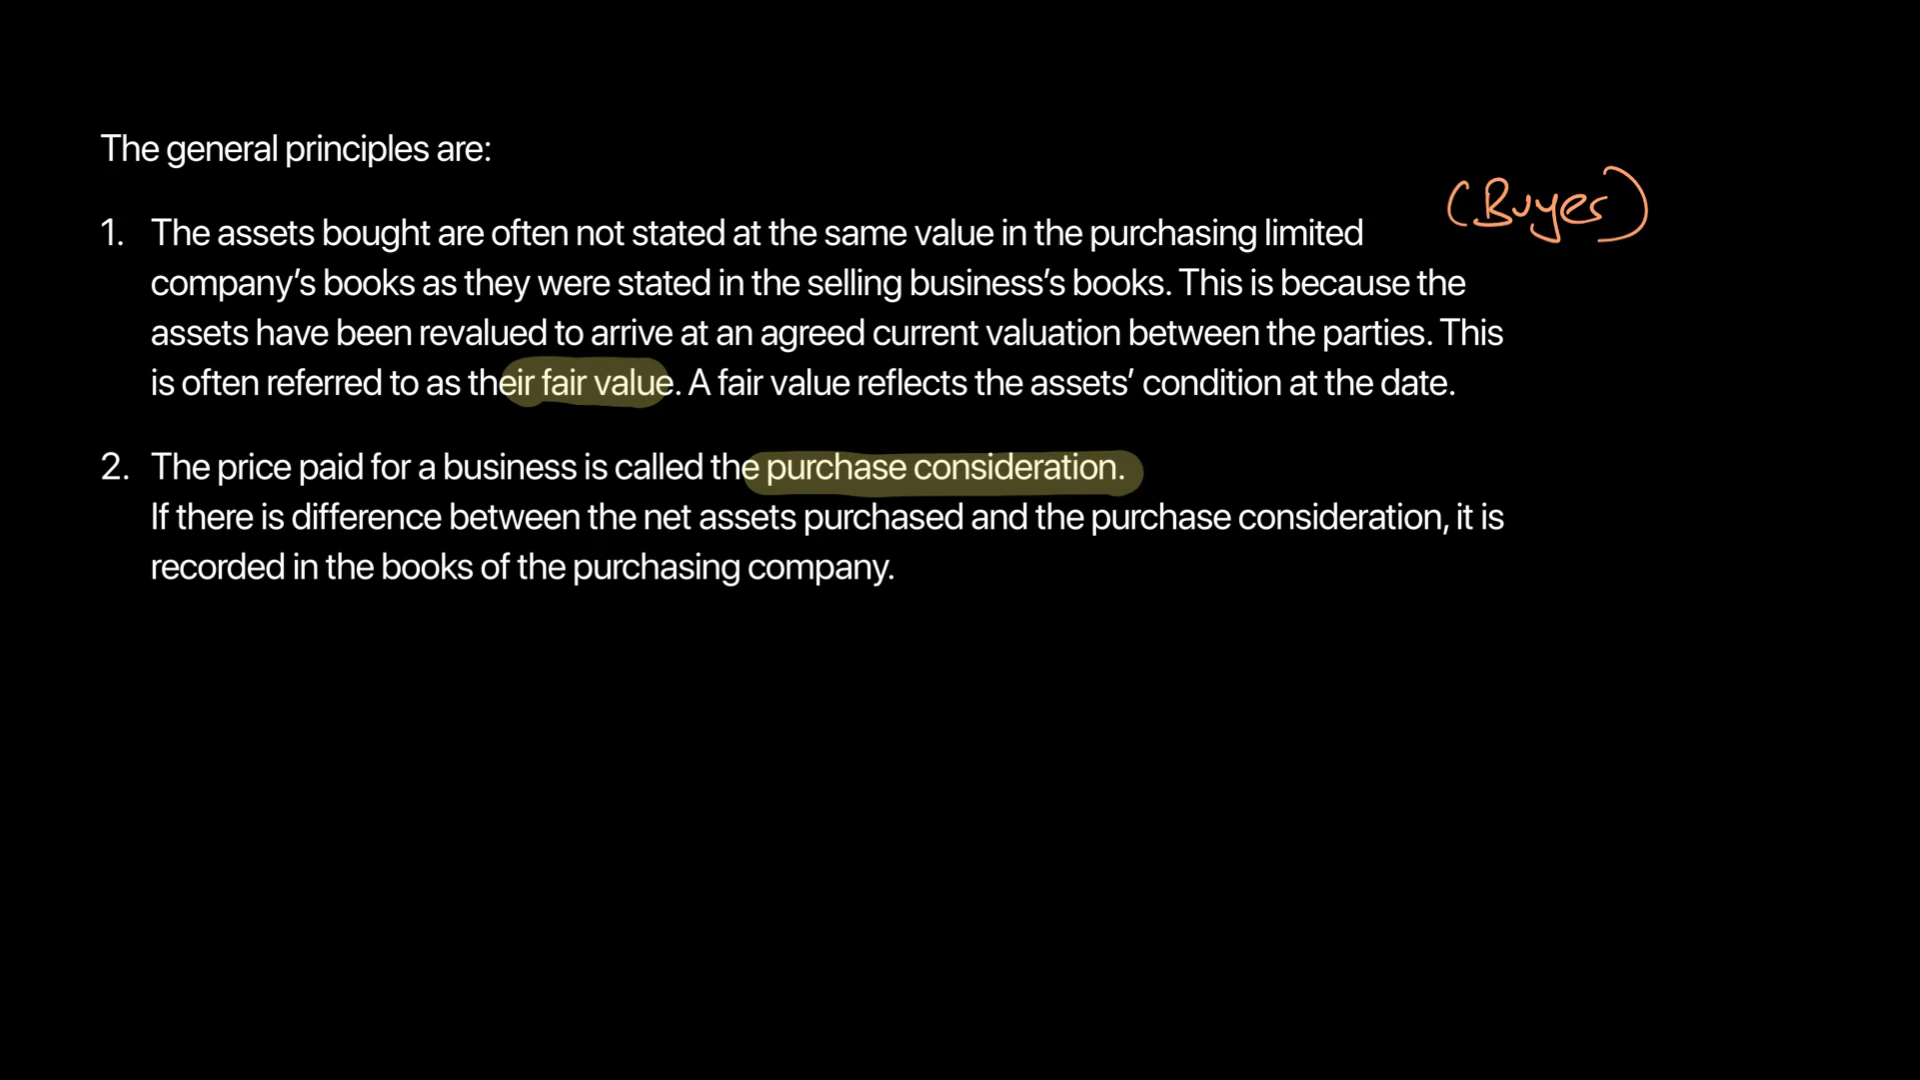 The general principles are:
(Buyer)
1. The assets bought are often not stated at the same value in the purchasing limited
company’s books as they were stated in the selling business’s books. This is because the
assets have been revalued to arrive at an agreed current valuation between the parties. This
is often referred to as their fair value. A fair value reflects the assets’ condition at the date.
2. The price paid for a business is called the purchase consideration.
If there is difference between the net assets purchased and the purchase consideration, it is
recorded in the books of the purchasing company.